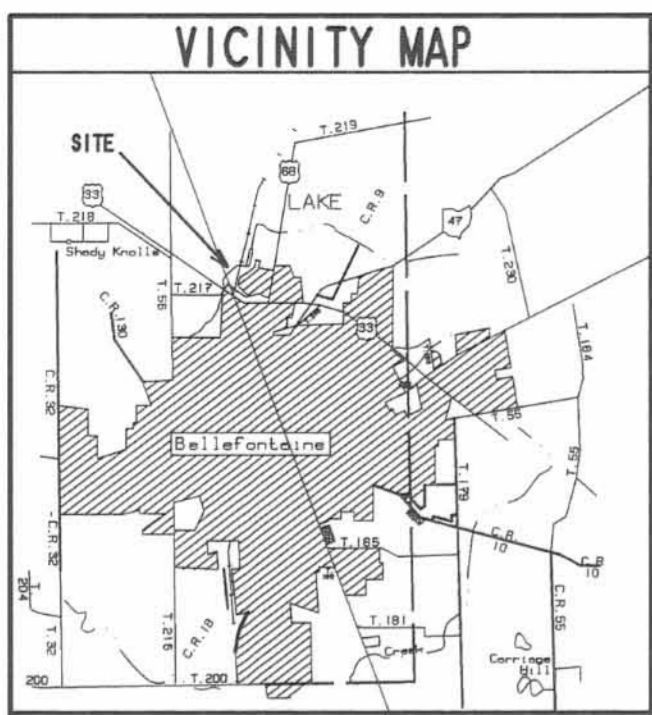 VICINITY MAP
T. 219
SITE
68
33
LAKE
C.R. 9
T. 218
47
Shady Knolls
T. 230
T. 56
T. 217
C.R. 130
33
T. 184
C.R. 32
T. 55
Bellefontaine
T. 55
T. 179
C.R. 32
C.R. 10
T. 165
C.R. 10
T. 204
T. 181
C.R. 18
T. 32
T. 216
C.R. 55
Creek
Carriage Hill
200
T. 200